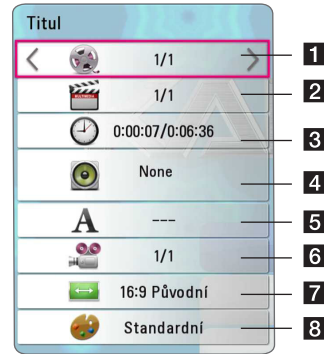 Titul
1/1 1
1/1 2
0:00:07/0:06:36 3
None 4
A --- 5
1/1 6
16:9 Původní 7
Standardní 8